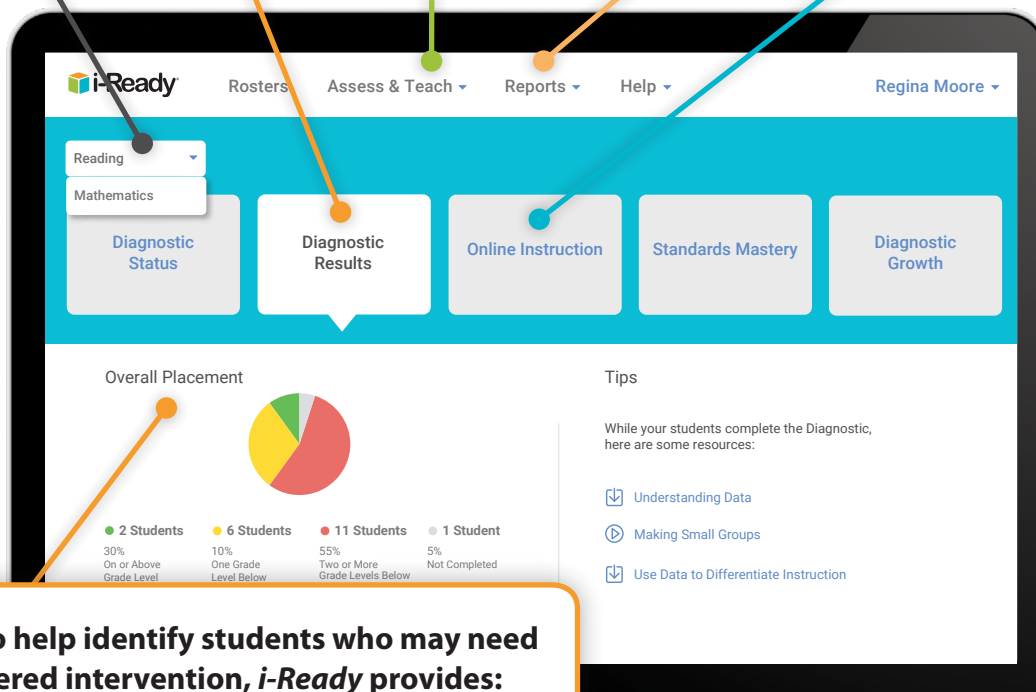 i-Ready
Rosters
Assess & Teach
Reports
Help
Regina Moore
Reading
Mathematics
Diagnostic
Status
Diagnostic
Results
Online Instruction
Standards Mastery
Diagnostic
Growth
Overall Placement
2 Students
30%
On or Above
Grade Level
6 Students
10%
One Grade
Level Below
11 Students
55%
Two or More
Grade Levels Below
1 Student
5%
Not Completed
Tips
While your students complete the Diagnostic,
here are some resources:
Understanding Data
Making Small Groups
Use Data to Differentiate Instruction
help identify students who may need
intervention, i-Ready provides: